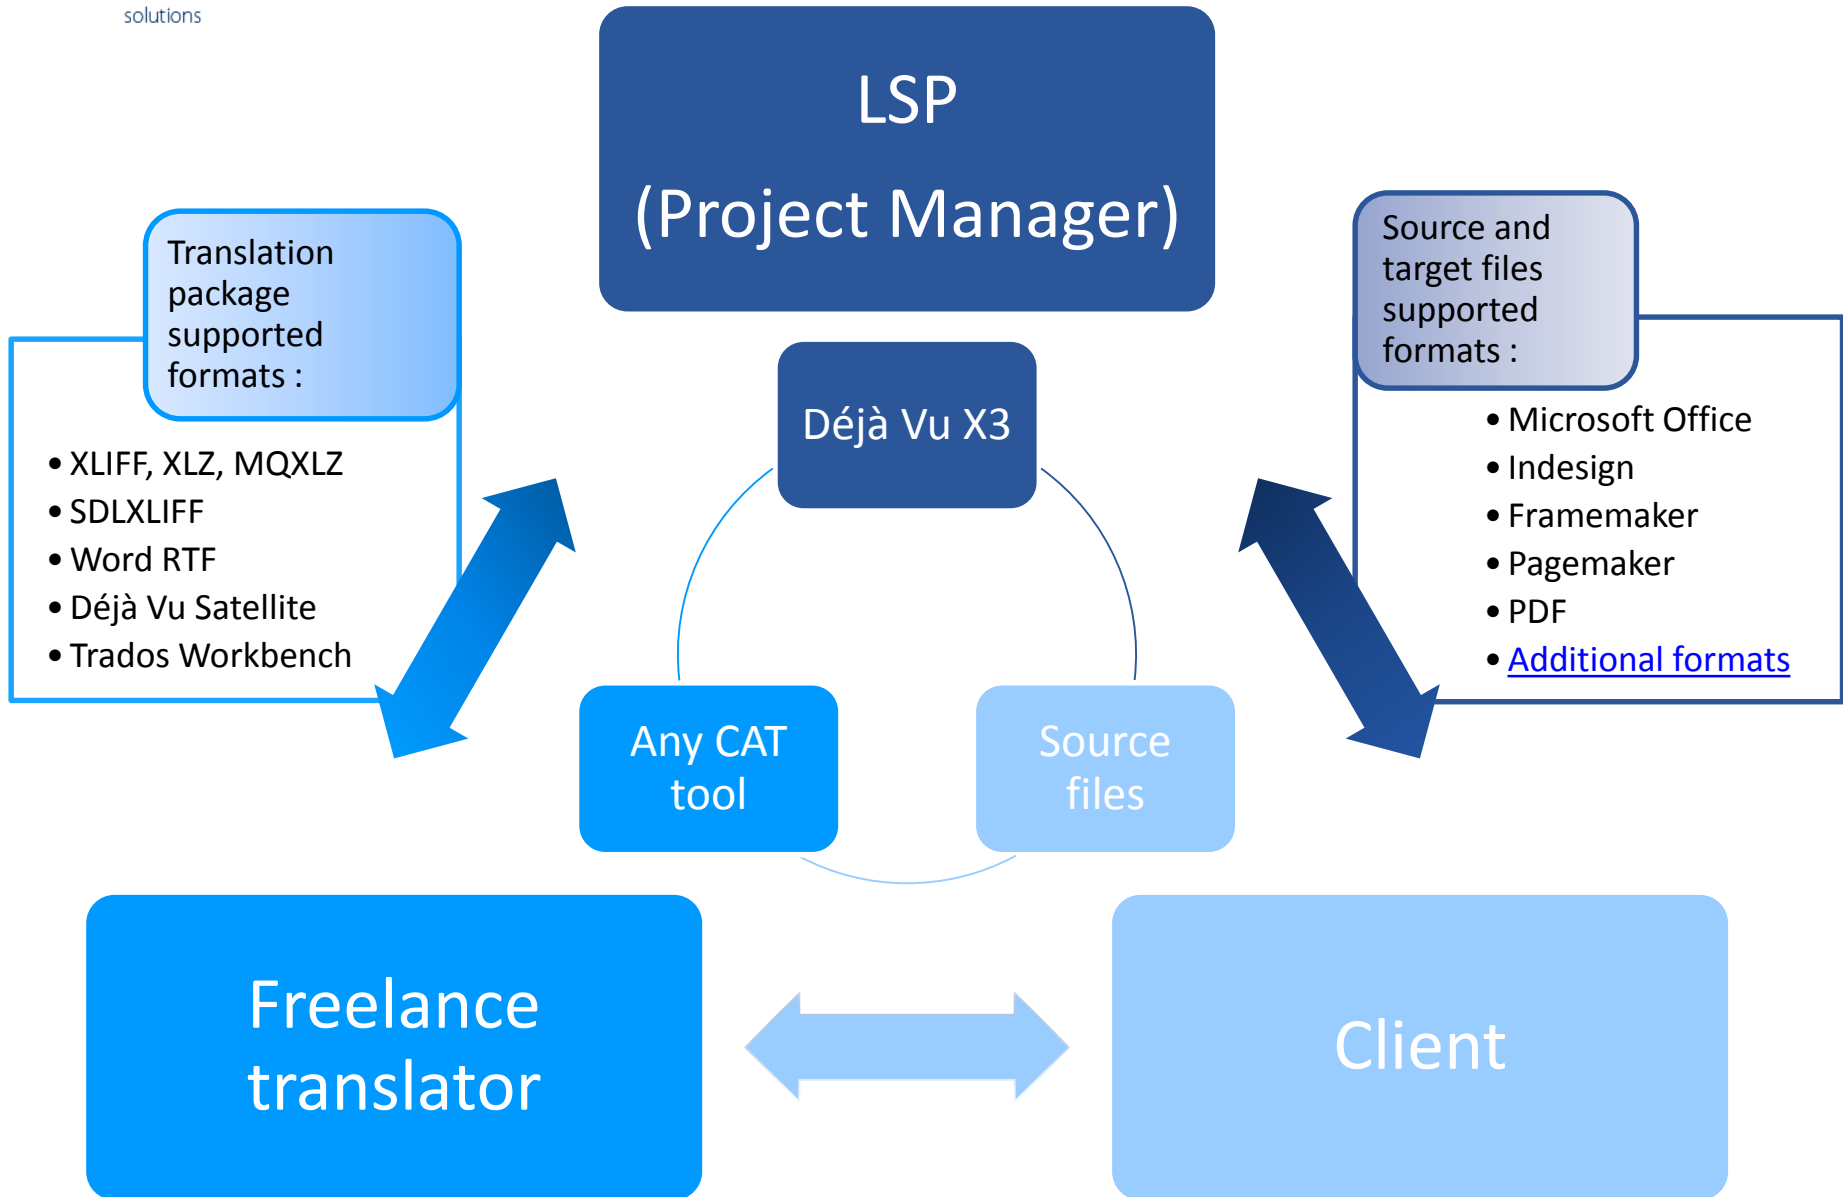 solutions
LSP
(Project Manager)
Translation
package
supported
formats :
• XLIFF, XLZ, MQXLZ
• SDLXLIFF
• Word RTF
• Déjà Vu Satellite
• Trados Workbench
Source and
target files
supported
formats :
• Microsoft Office
• Indesign
• Framemaker
• Pagemaker
• PDF
• Additional formats
Déjà Vu X3
Any CAT
tool
Source
files
Freelance
translator
Client